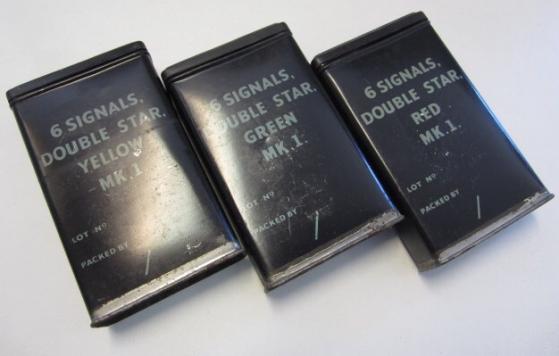 6 SIGNALS,
DOUBLE STAR,
YELLOW
MK.1
LOT Nº
PACKED BY /
6 SIGNALS,
DOUBLE STAR,
GREEN
MK.1.
LOT Nº
PACKED BY /
6 SIGNALS,
DOUBLE STAR,
RED
MK.1.
LOT Nº
PACKED BY /